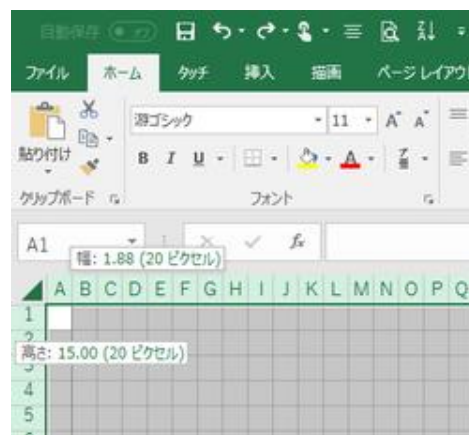 自動保存 オフ
ファイル ホーム タッチ 挿入 描画 ページレイアウ
貼り付け
游ゴシック 11 A A
B I U A
クリップボード フォント
A1 fx
幅: 1.88 (20 ピクセル)
A B C D E F G H I J K L M N O P Q
1
2
高さ: 15.00 (20 ピクセル)
3
4
5